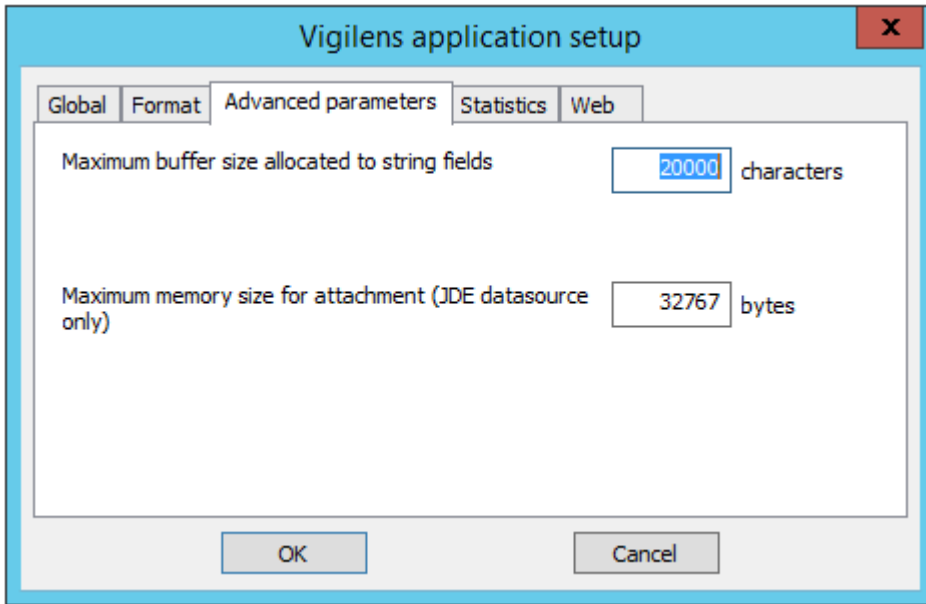 Vigilens application setup
x
Global Format Advanced parameters Statistics Web
Maximum buffer size allocated to string fields 20000 characters
Maximum memory size for attachment (JDE datasource
only) 32767 bytes
OK Cancel